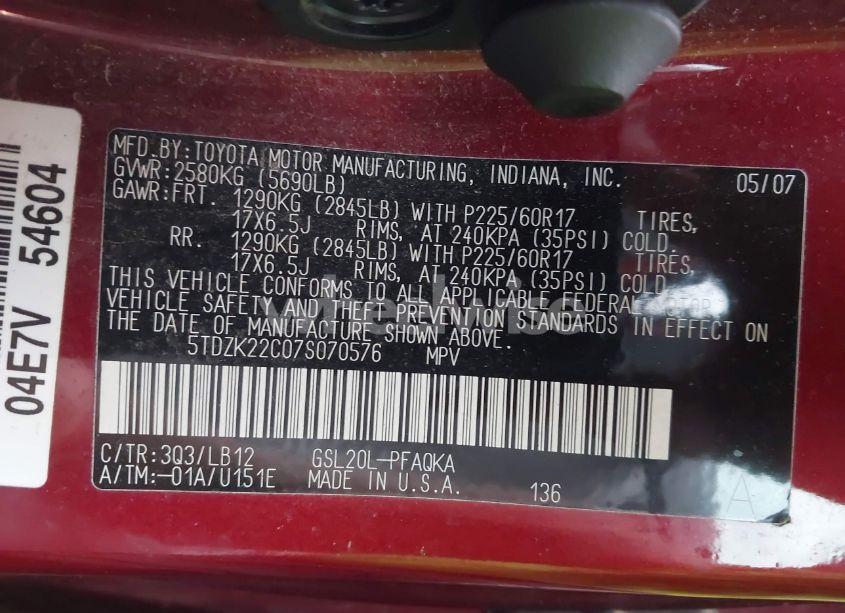 MFD BY:TOYOTA MOTOR MANUFACTURING, INDIANA, INC. 05/07
GVWR:2580KG (5690LB)
GAWR:FRT. 1290KG (2845LB) WITH P225/60R17 TIRES,
17X6.5J RIMS, AT 240KPA (35PSI) COLD.
RR. 1290KG (2845LB) WITH P225/60R17 TIRES,
17X6.5J RIMS, AT 240KPA (35PSI) COLD.
THIS VEHICLE CONFORMS TO ALL APPLICABLE FEDERAL MOTOR
VEHICLE SAFETY AND THEFT PREVENTION STANDARDS IN EFFECT ON
THE DATE OF MANUFACTURE SHOWN ABOVE.
5TDZK22C07S070576 MPV
C/TR:3Q3/LB12 GSL20L-PFAQKA
A/TM:-01A/U151E MADE IN U.S.A. 136
A
04E7V 54604